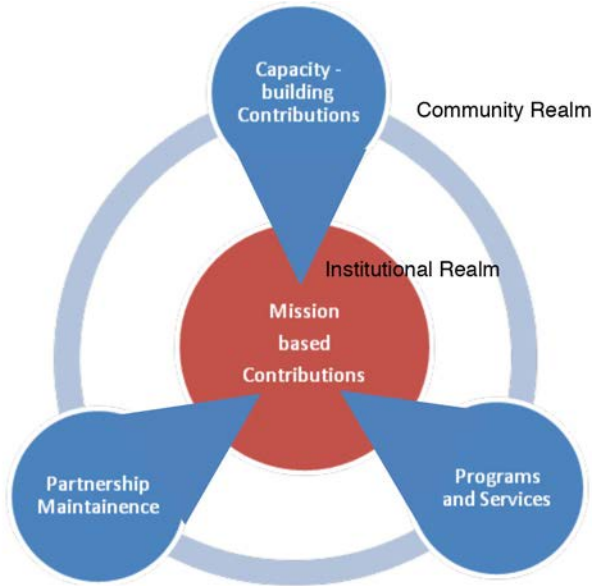 Capacity -
building
Contributions
Community Realm
Institutional Realm
Mission
based
Contributions
Partnership
Maintainence
Programs
and Services